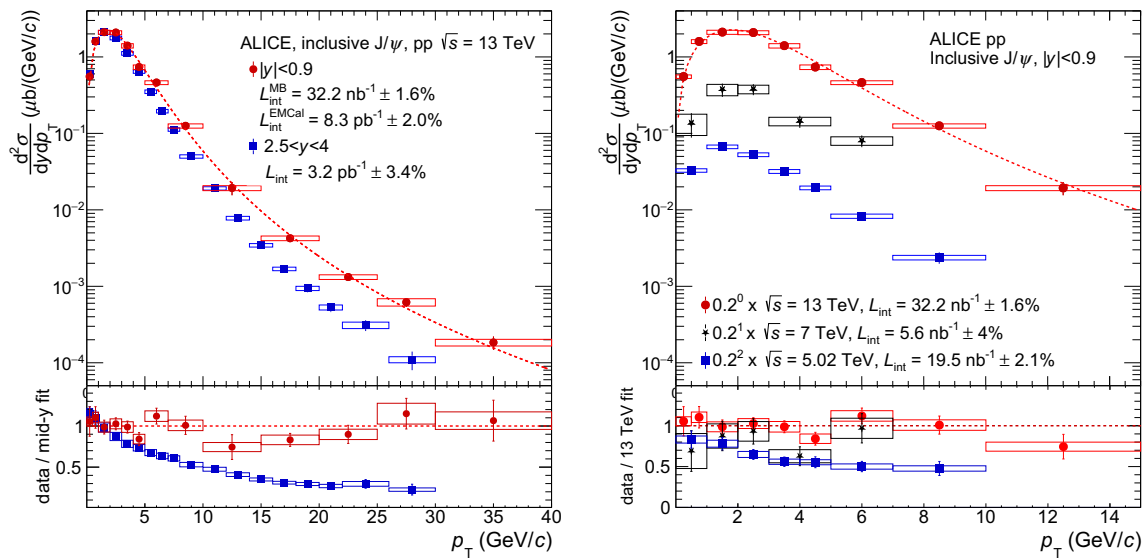 ALICE, inclusive J/ψ, pp √s = 13 TeV
|y|<0.9
L_int^MB = 32.2 nb⁻¹ ± 1.6%
L_int^EMCal = 8.3 pb⁻¹ ± 2.0%
2.5<y<4
L_int = 3.2 pb⁻¹ ± 3.4%
d²σ/dydp_T (μb/(GeV/c))
1
10⁻¹
10⁻²
10⁻³
10⁻⁴
data / mid-y fit
1
0.5
5 10 15 20 25 30 35 40
p_T (GeV/c)
ALICE pp
Inclusive J/ψ, |y|<0.9
d²σ/dydp_T (μb/(GeV/c))
1
10⁻¹
10⁻²
10⁻³
10⁻⁴
0.2⁰ x √s = 13 TeV, L_int = 32.2 nb⁻¹ ± 1.6%
0.2¹ x √s = 7 TeV, L_int = 5.6 nb⁻¹ ± 4%
0.2² x √s = 5.02 TeV, L_int = 19.5 nb⁻¹ ± 2.1%
data / 13 TeV fit
1
0.5
0
2 4 6 8 10 12 14
p_T (GeV/c)